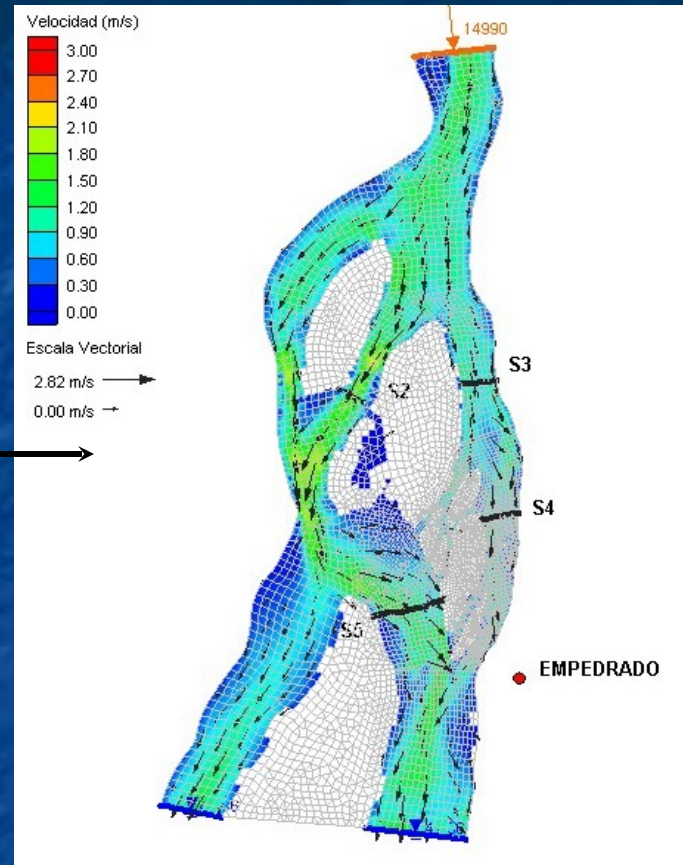 Velocidad (m/s)
3.00
2.70
2.40
2.10
1.80
1.50
1.20
0.90
0.60
0.30
0.00
Escala Vectorial
2.82 m/s
0.00 m/s
14990
S2
S3
S4
S5
EMPEDRADO